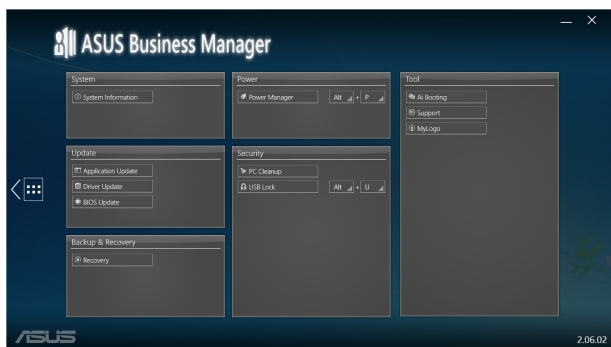 ASUS Business Manager
System
System Information
Update
Application Update
Driver Update
BIOS Update
Backup & Recovery
Recovery
Power
Power Manager Alt + P
Security
PC Cleanup
USB Lock Alt + U
Tool
Ai Booting
Support
MyLogo
ASUS
2.06.02